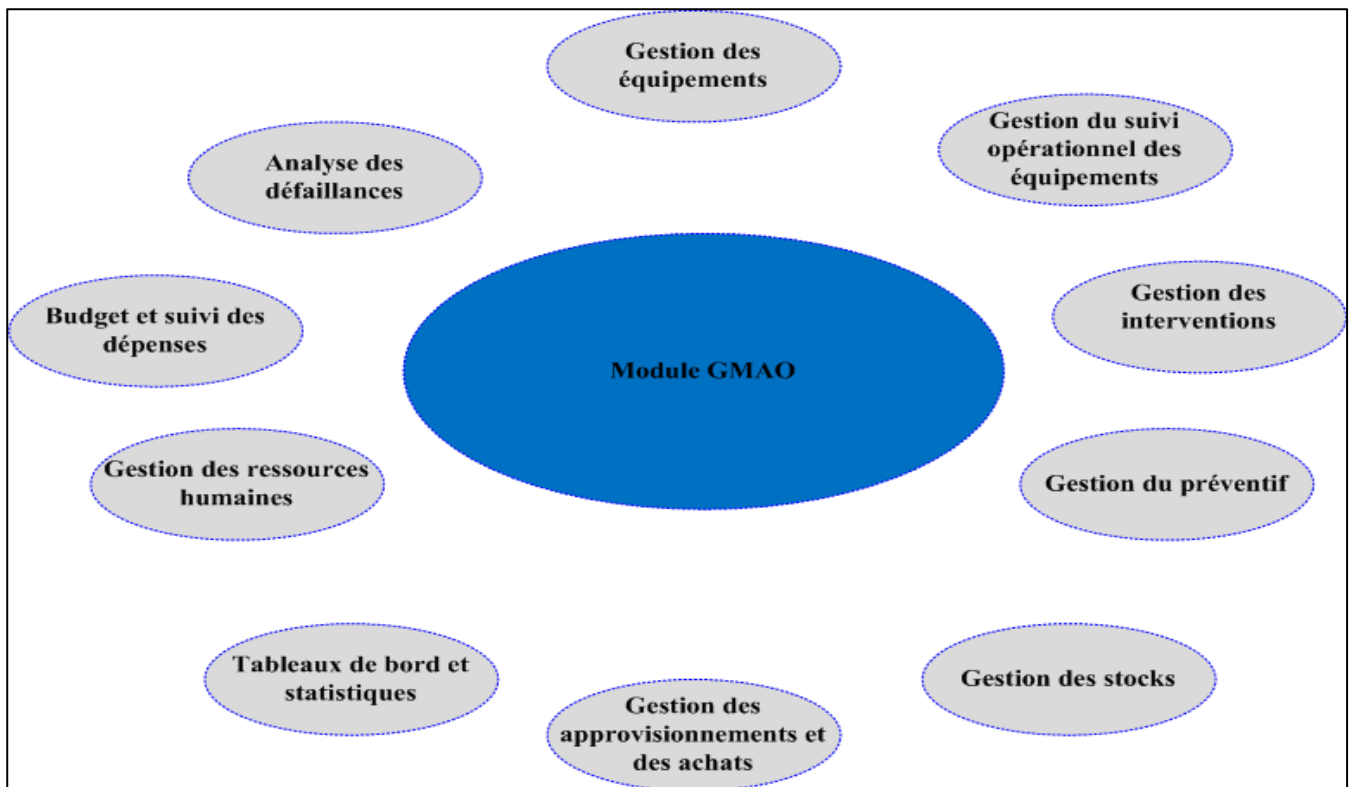 Gestion des
équipements
Gestion du suivi
opérationnel des
équipements
Analyse des
défaillances
Gestion des
interventions
Budget et suivi des
dépenses
Module GMAO
Gestion des ressources
humaines
Gestion du préventif
Tableaux de bord et
statistiques
Gestion des stocks
Gestion des
approvisionnements et
des achats